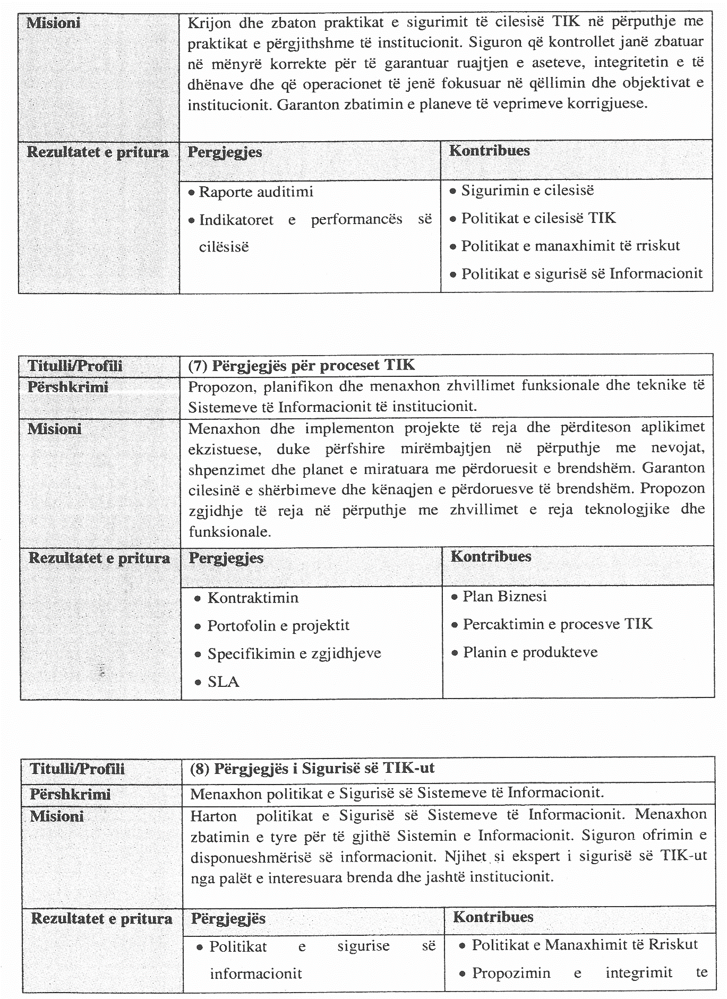 Misioni
Krijon dhe zbaton praktikat e sigurimit të cilesisë TIK në përputhje me
praktikat e përgjithshme të institucionit. Siguron që kontrollet janë zbatuar
në mënyrë korrekte për të garantuar ruajtjen e aseteve, integritetin e të
dhënave dhe që operacionet të jenë fokusuar në qëllimin dhe objektivat e
institucionit. Garanton zbatimin e planeve të veprimeve korrigjuese.
Rezultatet e pritura
Pergjegjes
• Raporte auditimi
• Indikatoret e performancës së
cilësisë
Kontribues
• Sigurimin e cilesisë
• Politikat e cilesisë TIK
• Politikat e manaxhimit të rriskut
• Politikat e sigurisë së Informacionit
Titulli/Profili
(7) Përgjegjës për proceset TIK
Përshkrimi
Propozon, planifikon dhe menaxhon zhvillimet funksionale dhe teknike të
Sistemeve të Informacionit të institucionit.
Misioni
Menaxhon dhe implementon projekte të reja dhe përditeson aplikimet
ekzistuese, duke përfshire mirëmbajtjen në përputhje me nevojat,
shpenzimet dhe planet e miratuara me përdoruesit e brendshëm. Garanton
cilesinë e shërbimeve dhe kënaqjen e përdoruesve të brendshëm. Propozon
zgjidhje të reja në përputhje me zhvillimet e reja teknologjike dhe
funksionale.
Rezultatet e pritura
Pergjegjes
• Kontraktimin
• Portofolin e projektit
• Specifikimin e zgjidhjeve
• SLA
Kontribues
• Plan Biznesi
• Percaktimin e procesve TIK
• Planin e produkteve
Titulli/Profili
(8) Përgjegjës i Sigurisë së TIK-ut
Përshkrimi
Menaxhon politikat e Sigurisë së Sistemeve të Informacionit.
Misioni
Harton politikat e Sigurisë së Sistemeve të Informacionit. Menaxhon
zbatimin e tyre për të gjithë Sistemin e Informacionit. Siguron ofrimin e
disponueshmërisë së informacionit. Njihet si ekspert i sigurisë së TIK-ut
nga palët e interesuara brenda dhe jashtë institucionit.
Rezultatet e pritura
Përgjegjës
• Politikat e sigurise së
informacionit
Kontribues
• Politikat e Manaxhimit të Rriskut
• Propozimin e integrimit te